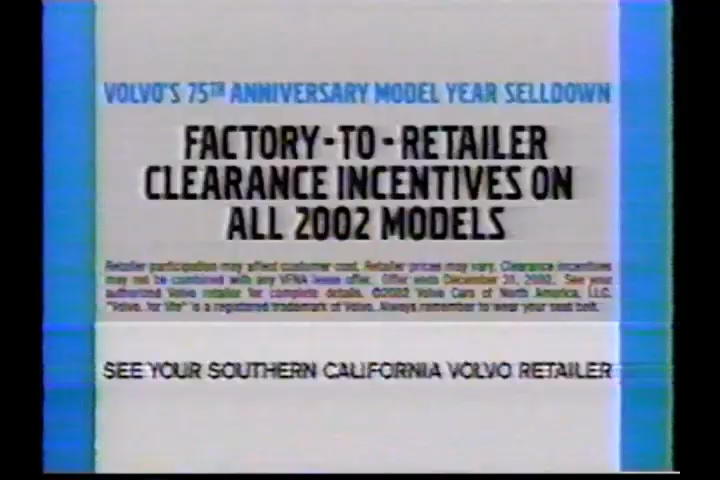 VOLVO'S 75TH ANNIVERSARY MODEL YEAR SELLDOWN
FACTORY-TO-RETAILER
CLEARANCE INCENTIVES ON
ALL 2002 MODELS
Retailer participation may affect customer cost. Retailer prices may vary. Clearance incentives
may not be combined with any VFNA lease offer. Offer ends December 31, 2002. See your
authorized Volvo retailer for complete details. ©2002 Volvo Cars of North America, LLC.
"Volvo. for life" is a registered trademark of Volvo. Always remember to wear your seat belt.
SEE YOUR SOUTHERN CALIFORNIA VOLVO RETAILER